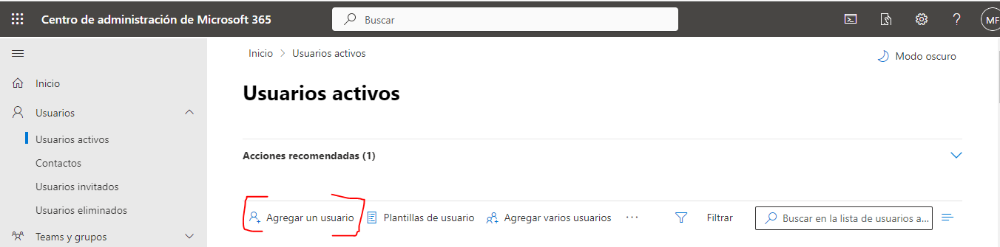 Centro de administración de Microsoft 365
Buscar
MF
Inicio
Usuarios
Usuarios activos
Contactos
Usuarios invitados
Usuarios eliminados
Teams y grupos
Inicio > Usuarios activos
Modo oscuro
Usuarios activos
Acciones recomendadas (1)
Agregar un usuario Plantillas de usuario Agregar varios usuarios ... Filtrar Buscar en la lista de usuarios a...